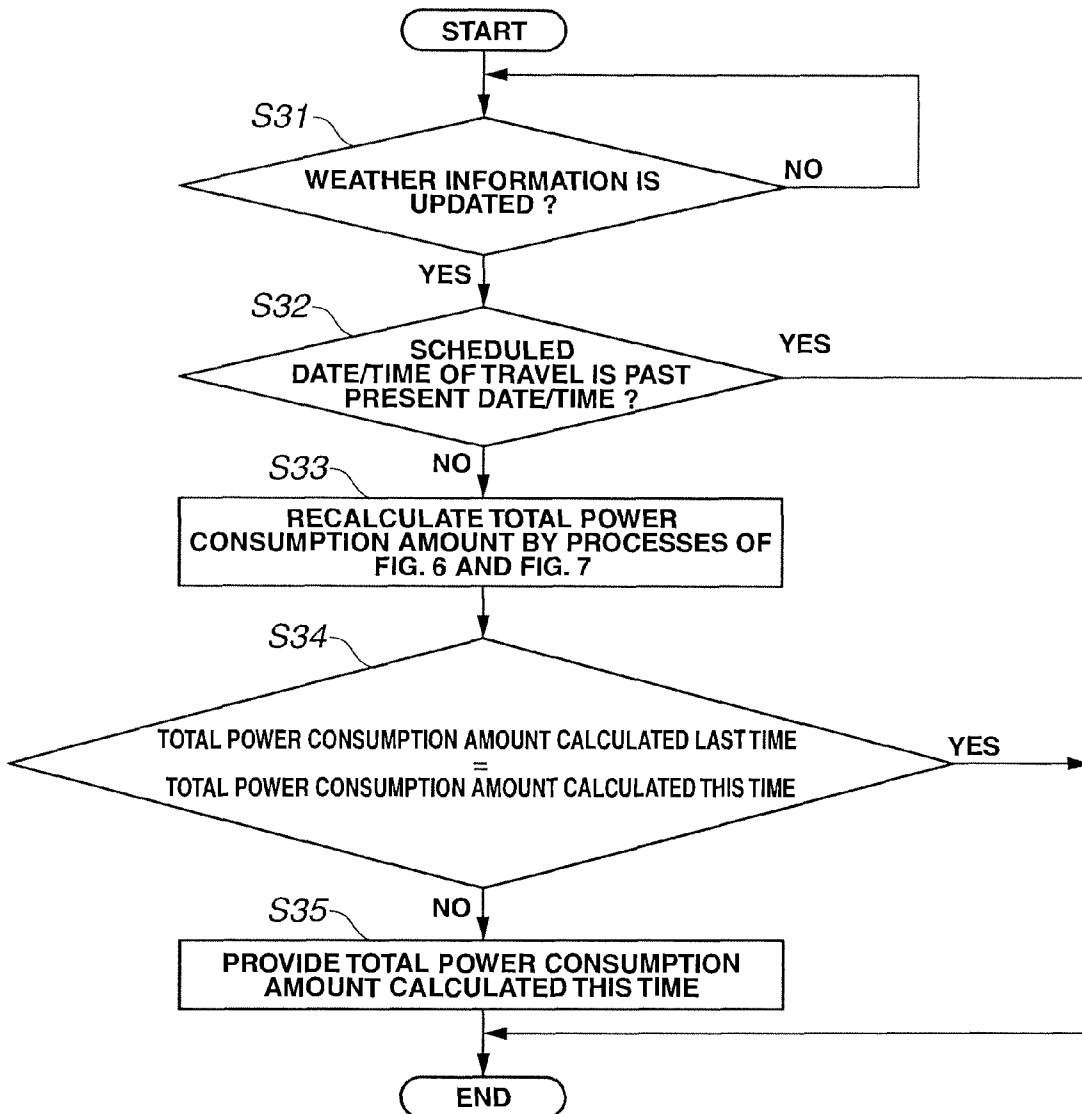 START
S31
WEATHER INFORMATION IS
UPDATED ?
NO
YES
S32
SCHEDULED
DATE/TIME OF TRAVEL IS PAST
PRESENT DATE/TIME ?
YES
NO
S33
RECALCULATE TOTAL POWER
CONSUMPTION AMOUNT BY PROCESSES OF
FIG. 6 AND FIG. 7
S34
TOTAL POWER CONSUMPTION AMOUNT CALCULATED LAST TIME
=
TOTAL POWER CONSUMPTION AMOUNT CALCULATED THIS TIME
YES
NO
S35
PROVIDE TOTAL POWER CONSUMPTION
AMOUNT CALCULATED THIS TIME
END